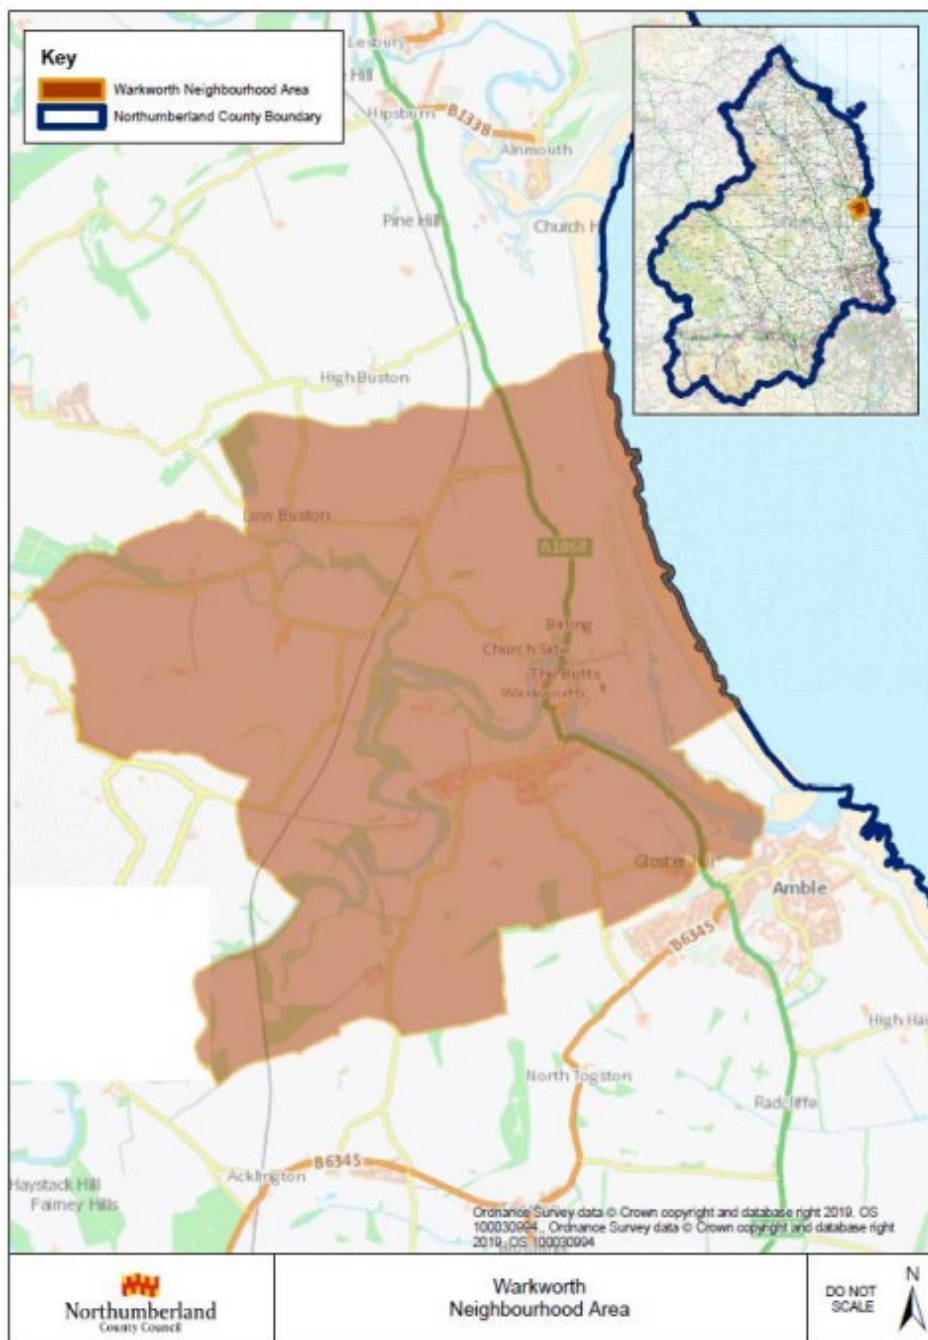 Key
Warkworth Neighbourhood Area
Northumberland County Boundary
Lesbury
Hill
Hipsburn
B1338
Alnmouth
Pine Hill
Church H
High Buston
Low Buston
A1068
Birling
Church Side
The Butts
Warkworth
Gloster Hill
Amble
B6345
High Ha
North Togston
Radcliffe
Acklington
B6345
Haystack Hill
Fairney Hills
Ordnance Survey data © Crown copyright and database right 2019. OS
100030994.. Ordnance Survey data © Crown copyright and database right
2019. OS 100030994
Northumberland
County Council
Warkworth
Neighbourhood Area
DO NOT
SCALE
N